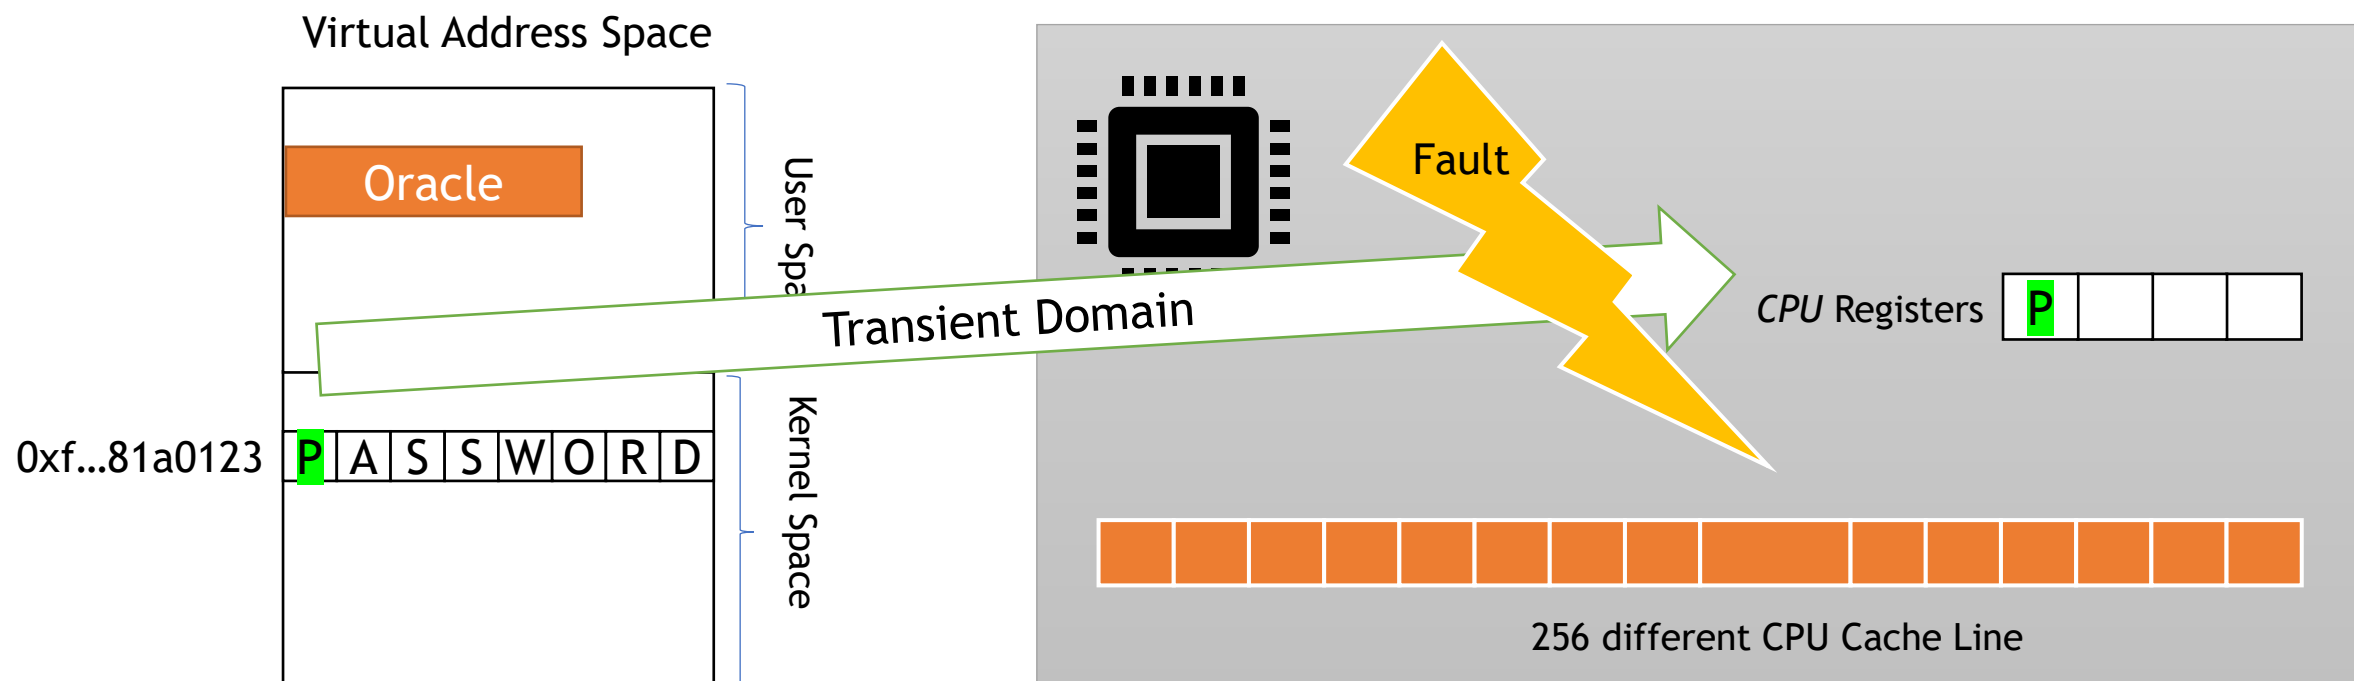 Virtual Address Space
Oracle
User Spa
Fault
Transient Domain
CPU Registers
P
Kernel Space
0xf...81a0123
P A S S W O R D
256 different CPU Cache Line